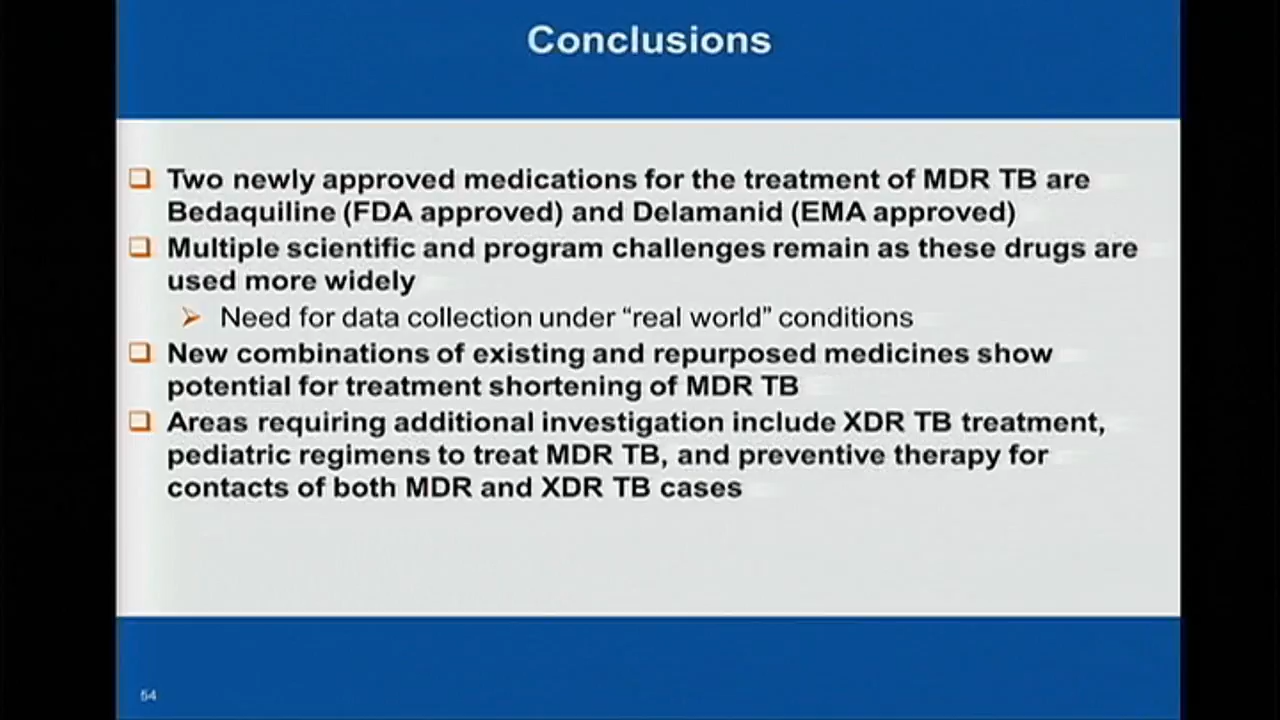 Conclusions
Two newly approved medications for the treatment of MDR TB are
Bedaquiline (FDA approved) and Delamanid (EMA approved)
Multiple scientific and program challenges remain as these drugs are
used more widely
Need for data collection under “real world” conditions
New combinations of existing and repurposed medicines show
potential for treatment shortening of MDR TB
Areas requiring additional investigation include XDR TB treatment,
pediatric regimens to treat MDR TB, and preventive therapy for
contacts of both MDR and XDR TB cases
54